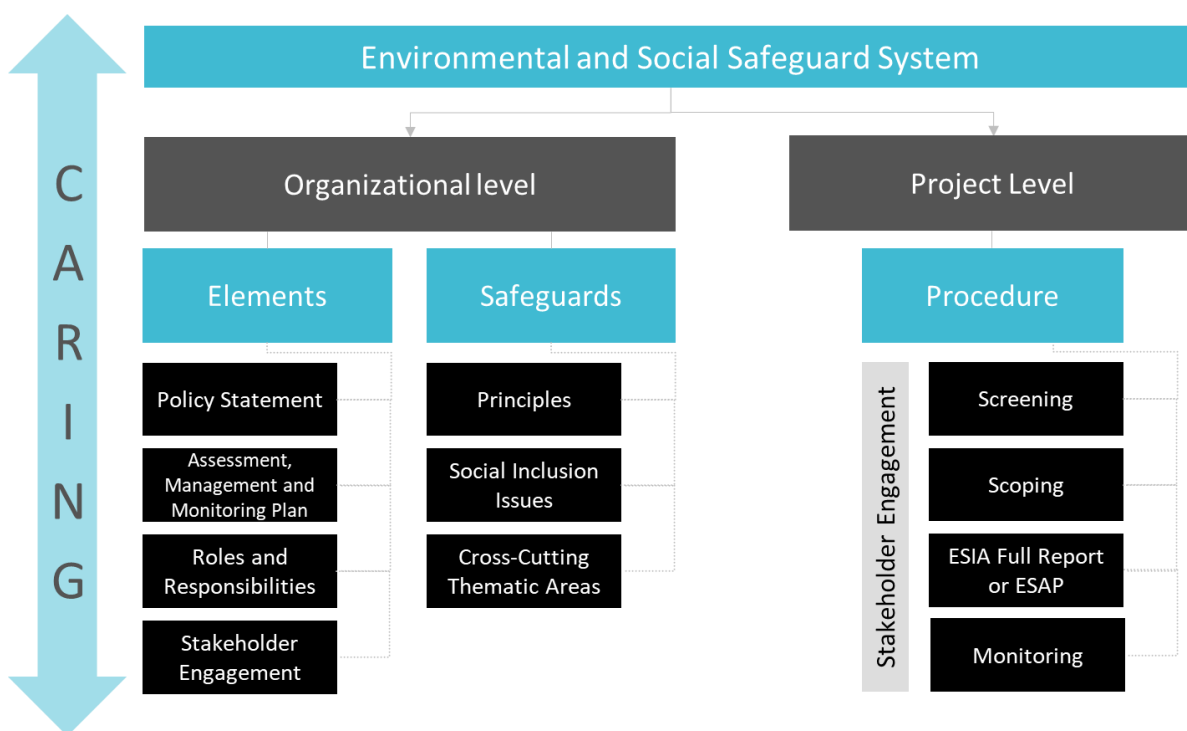 Environmental and Social Safeguard System
CARING
Organizational level
Project Level
Elements
Safeguards
Procedure
Policy Statement
Assessment,
Management and
Monitoring Plan
Roles and
Responsibilities
Stakeholder
Engagement
Principles
Social Inclusion
Issues
Cross-Cutting
Thematic Areas
Stakeholder Engagement
Screening
Scoping
ESIA Full Report
or ESAP
Monitoring